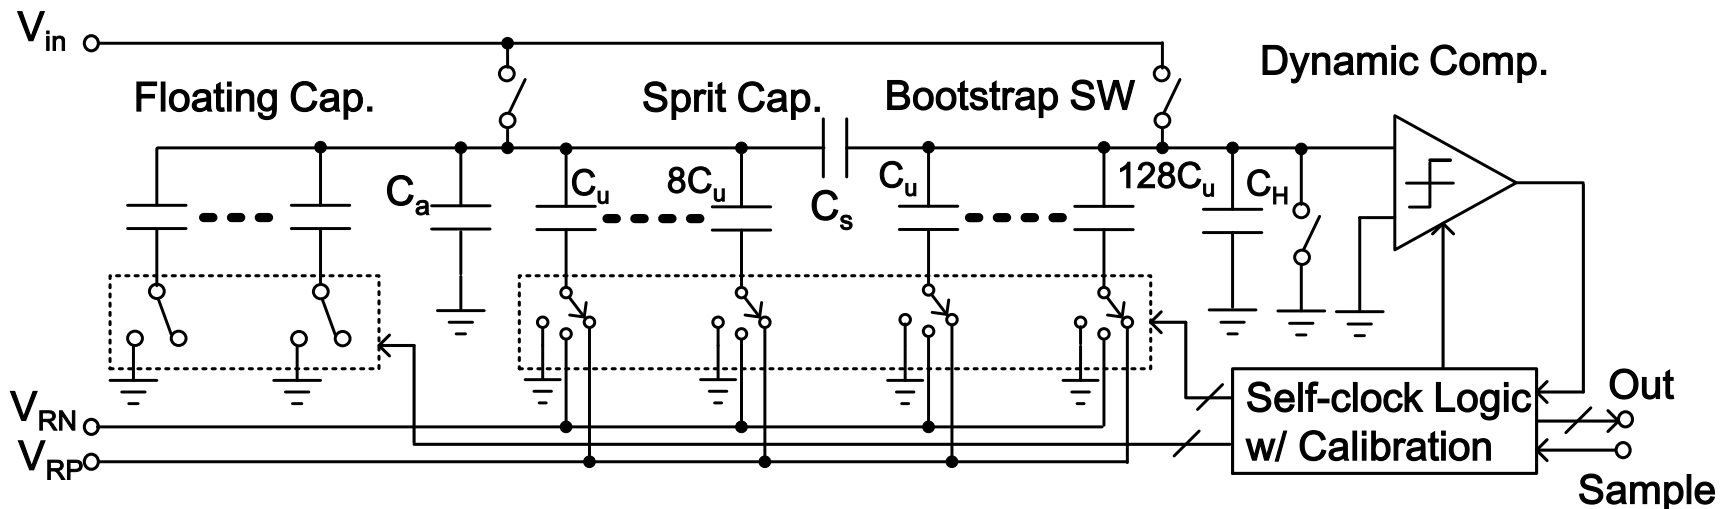 Vin
Dynamic Comp.
Floating Cap.
Sprit Cap.
Bootstrap SW
Ca
Cu
8Cu
Cs
Cu
128Cu
CH
VRN
VRP
Self-clock Logic
w/ Calibration
Out
Sample